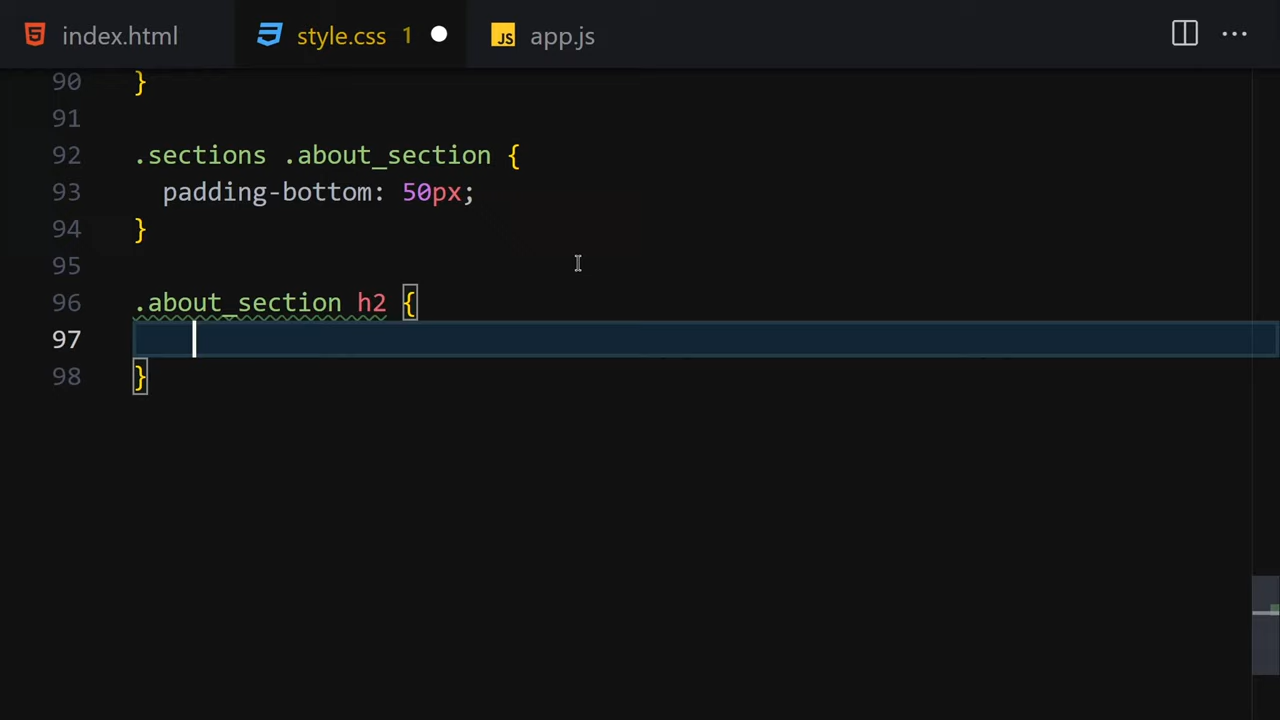 index.html style.css 1 JS app.js ...
90 }
91
92 .sections .about_section {
93 padding-bottom: 50px;
94 }
95
96 .about_section h2 {
97
98 }